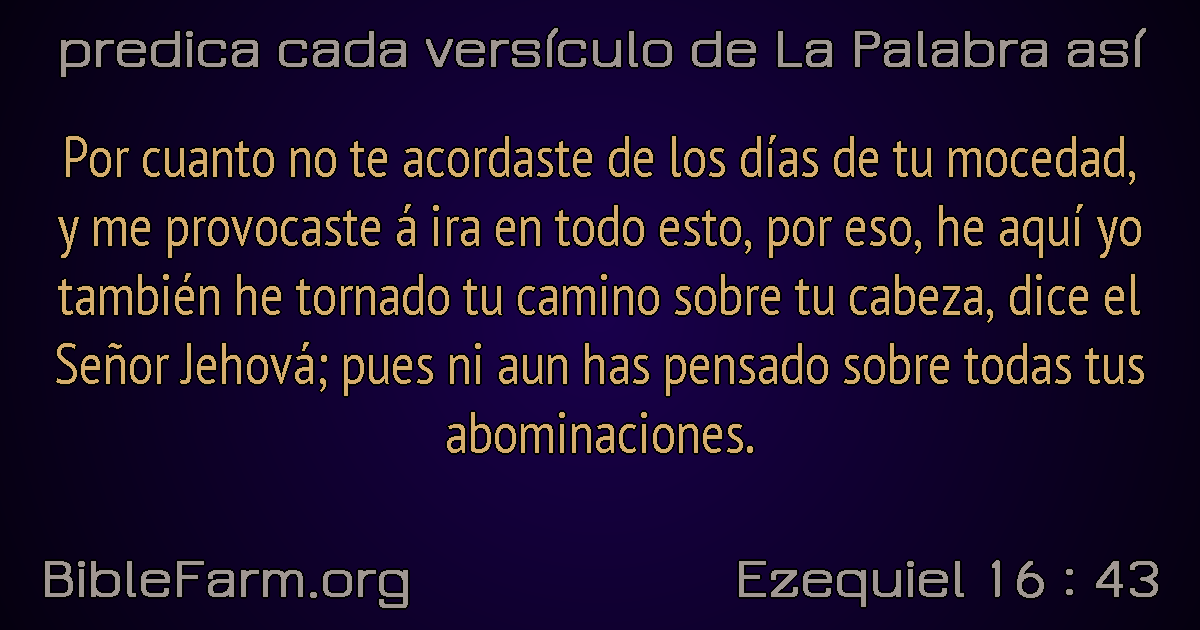 predica cada versículo de La Palabra así
Por cuanto no te acordaste de los días de tu mocedad,
y me provocaste á ira en todo esto, por eso, he aquí yo
también he tornado tu camino sobre tu cabeza, dice el
Señor Jehová; pues ni aun has pensado sobre todas tus
abominaciones.
BibleFarm.org
Ezequiel 16 : 43